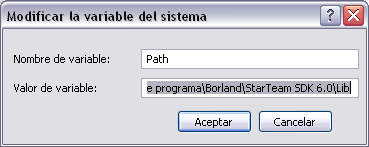 Modificar la variable del sistema
Nombre de variable: Path
Valor de variable: e programa\Borland\StarTeam SDK 6.0\Lib
Aceptar Cancelar